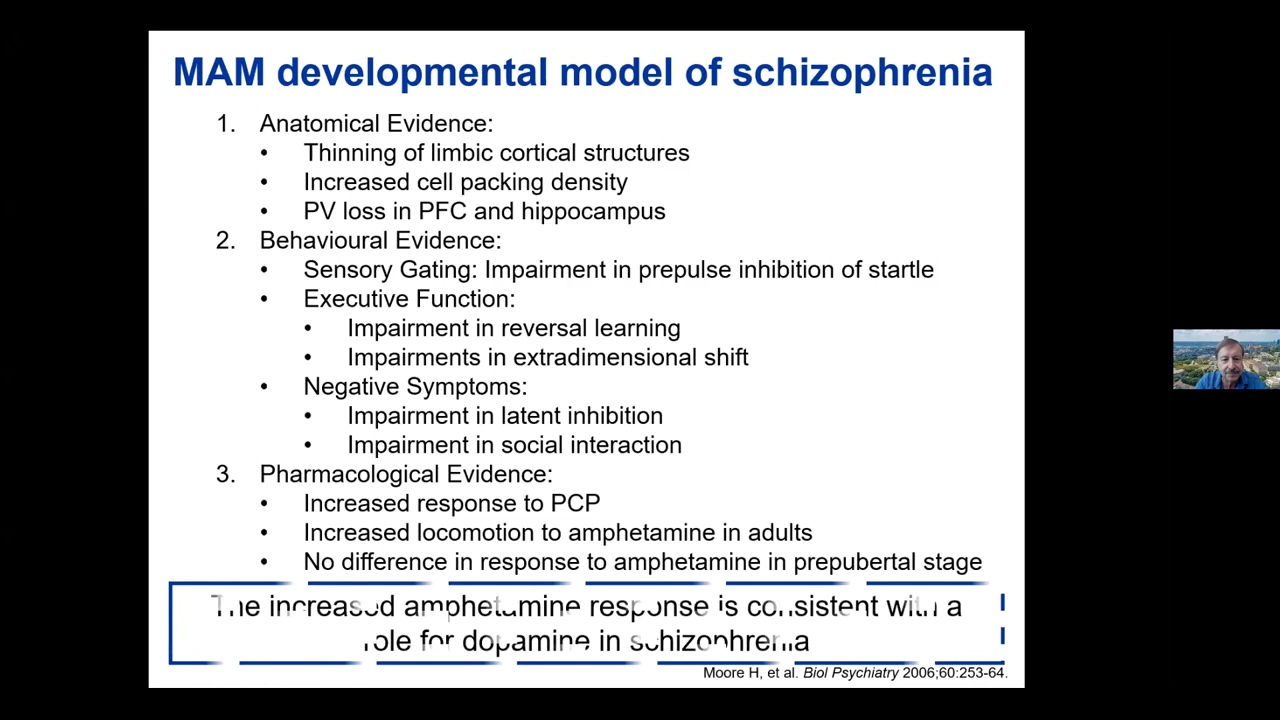 MAM developmental model of schizophrenia
1. Anatomical Evidence:
• Thinning of limbic cortical structures
• Increased cell packing density
• PV loss in PFC and hippocampus
2. Behavioural Evidence:
• Sensory Gating: Impairment in prepulse inhibition of startle
• Executive Function:
• Impairment in reversal learning
• Impairments in extradimensional shift
• Negative Symptoms:
• Impairment in latent inhibition
• Impairment in social interaction
3. Pharmacological Evidence:
• Increased response to PCP
• Increased locomotion to amphetamine in adults
• No difference in response to amphetamine in prepubertal stage
The increased amphetamine response is consistent with a
role for dopamine in schizophrenia
Moore H, et al. Biol Psychiatry 2006;60:253-64.